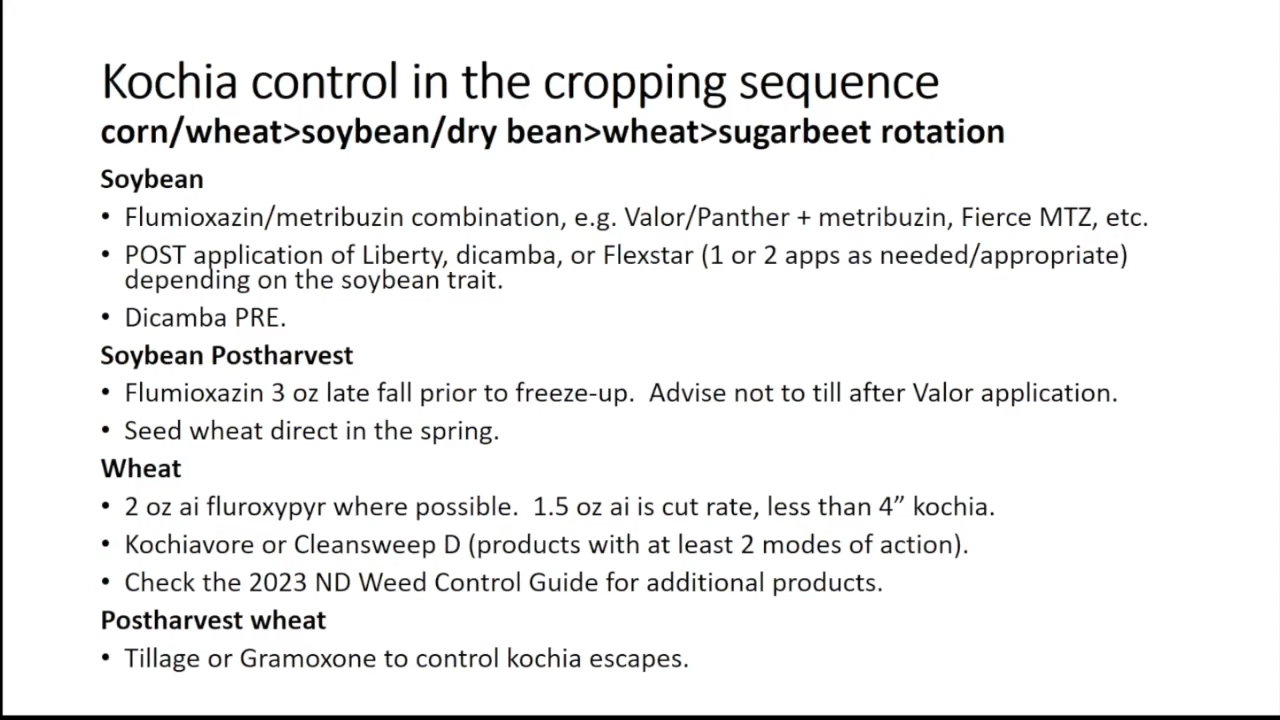 Kochia control in the cropping sequence
corn/wheat>soybean/dry bean>wheat>sugarbeet rotation
Soybean
• Flumioxazin/metribuzin combination, e.g. Valor/Panther + metribuzin, Fierce MTZ, etc.
• POST application of Liberty, dicamba, or Flexstar (1 or 2 apps as needed/appropriate)
depending on the soybean trait.
• Dicamba PRE.
Soybean Postharvest
• Flumioxazin 3 oz late fall prior to freeze-up.  Advise not to till after Valor application.
• Seed wheat direct in the spring.
Wheat
• 2 oz ai fluroxypyr where possible.  1.5 oz ai is cut rate, less than 4” kochia.
• Kochiavore or Cleansweep D (products with at least 2 modes of action).
• Check the 2023 ND Weed Control Guide for additional products.
Postharvest wheat
• Tillage or Gramoxone to control kochia escapes.